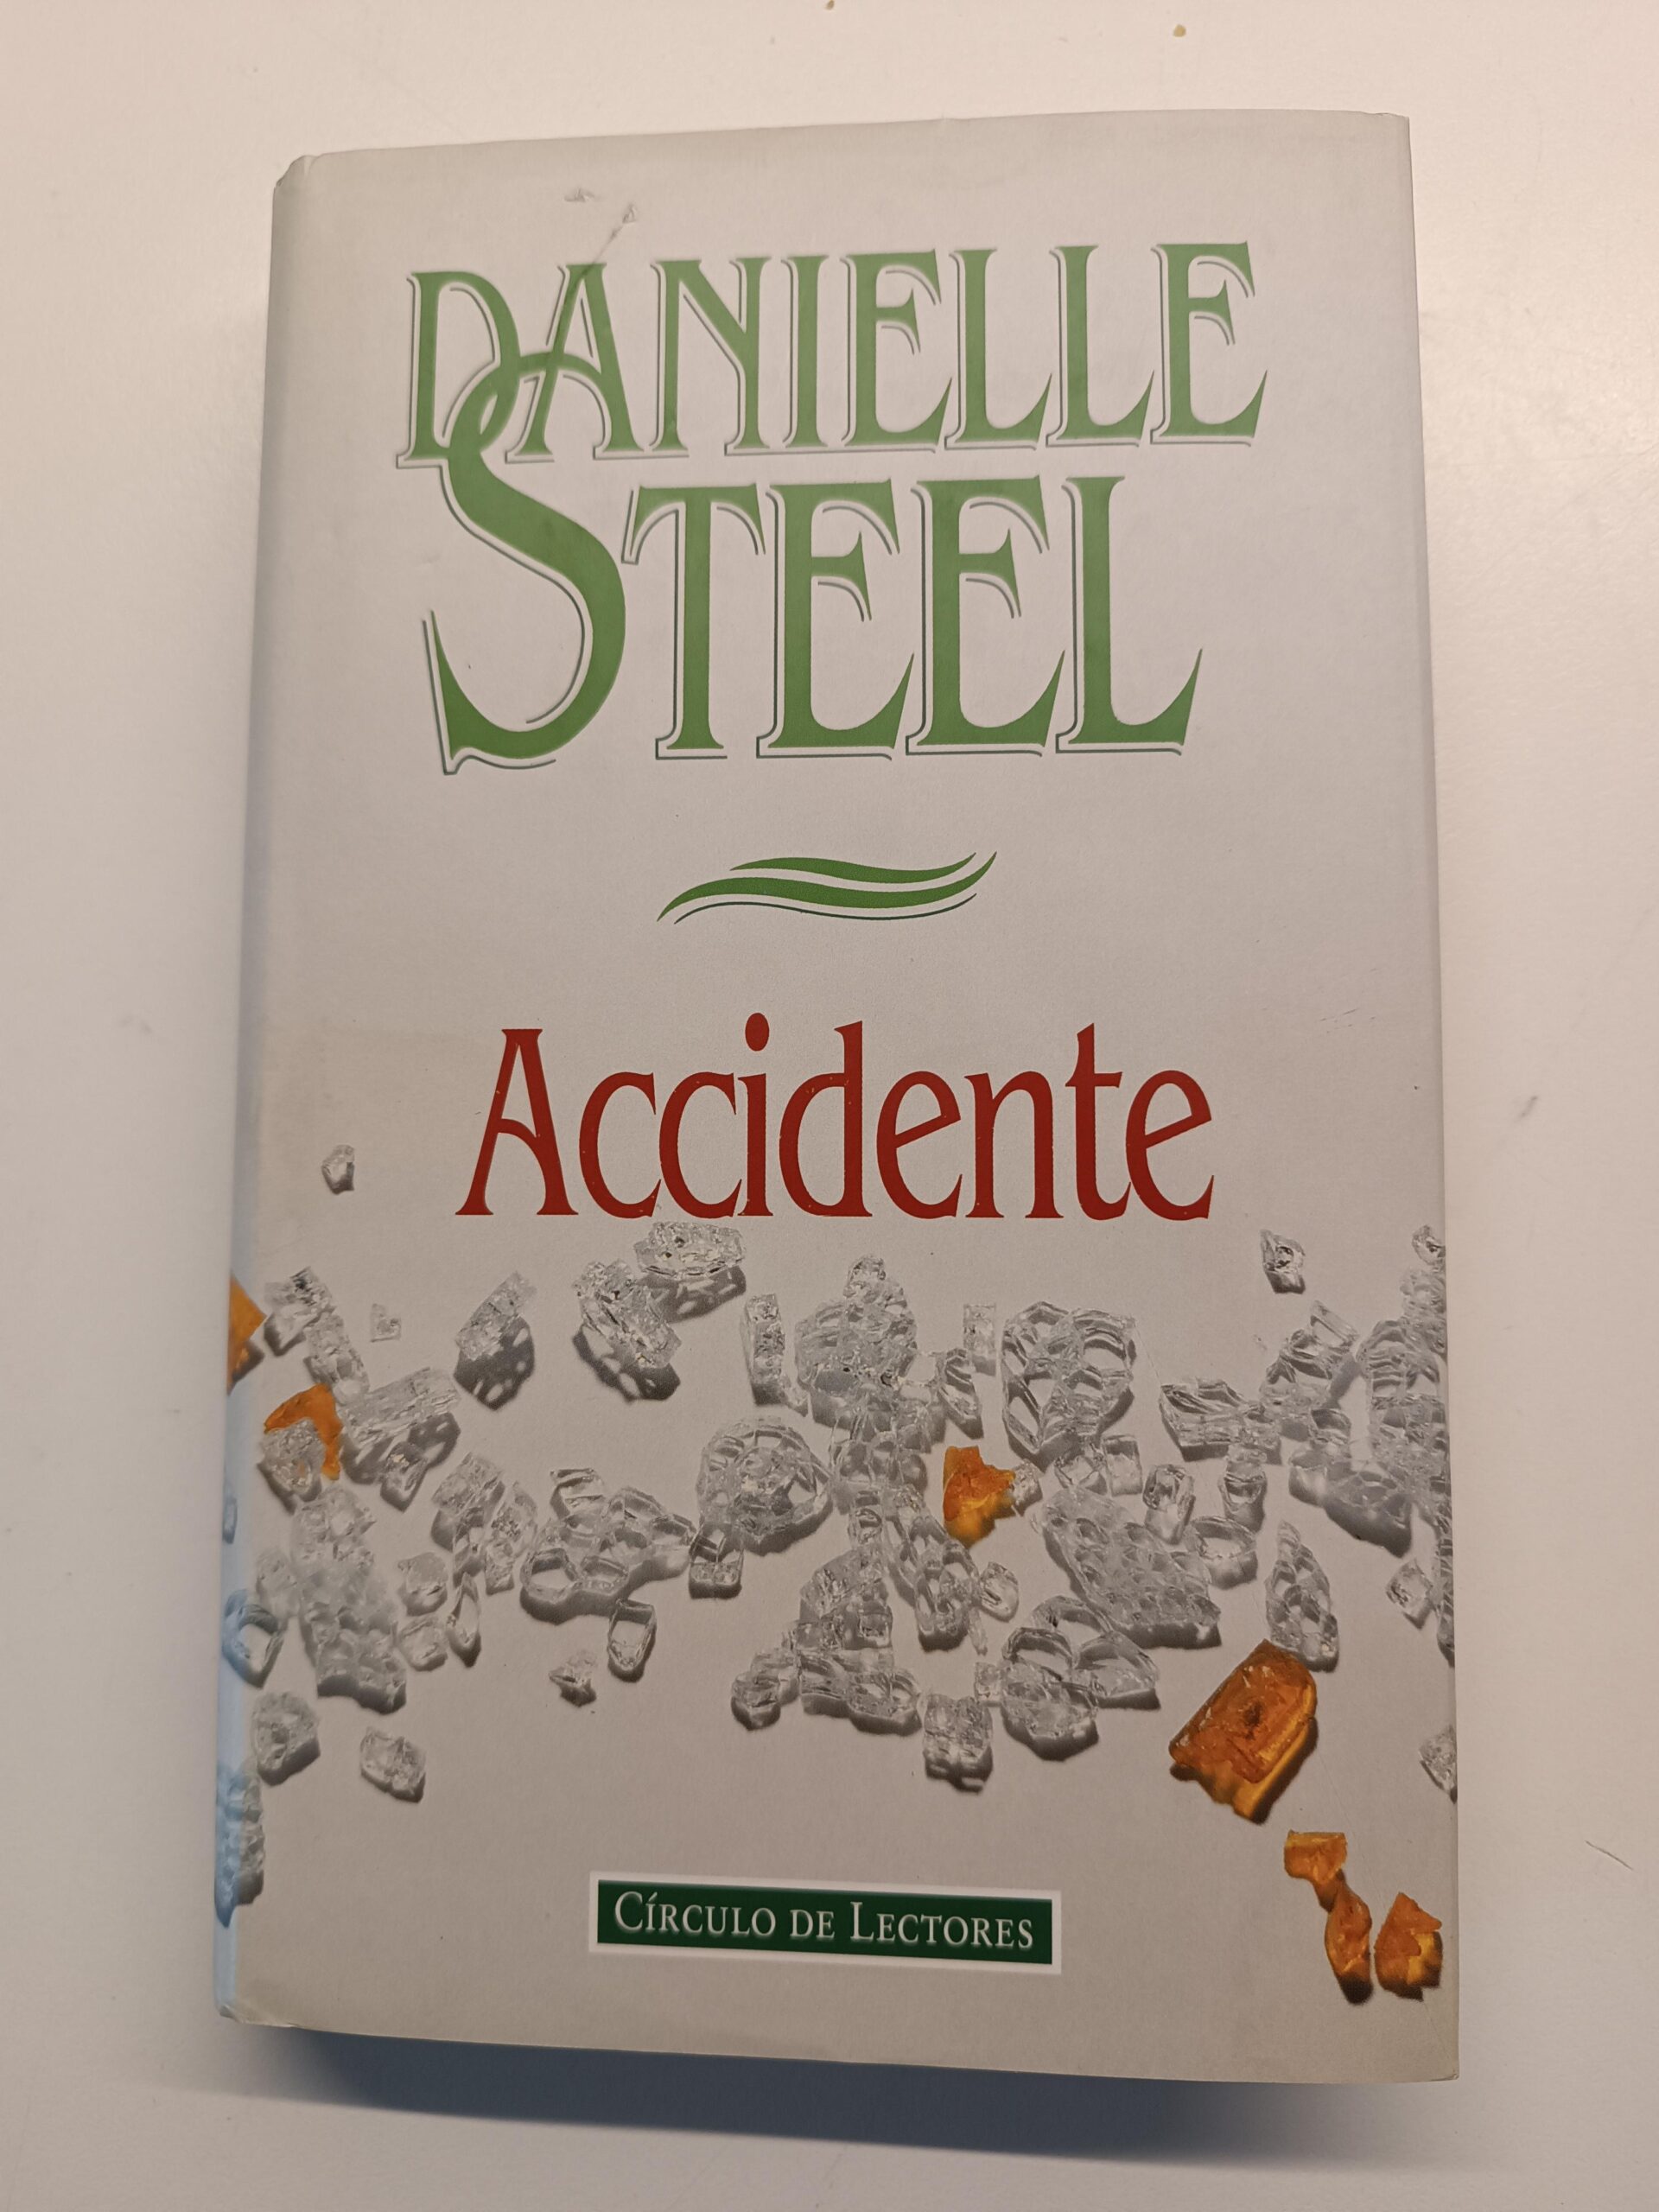 DANIELLE
STEEL
Accidente
CÍRCULO DE LECTORES